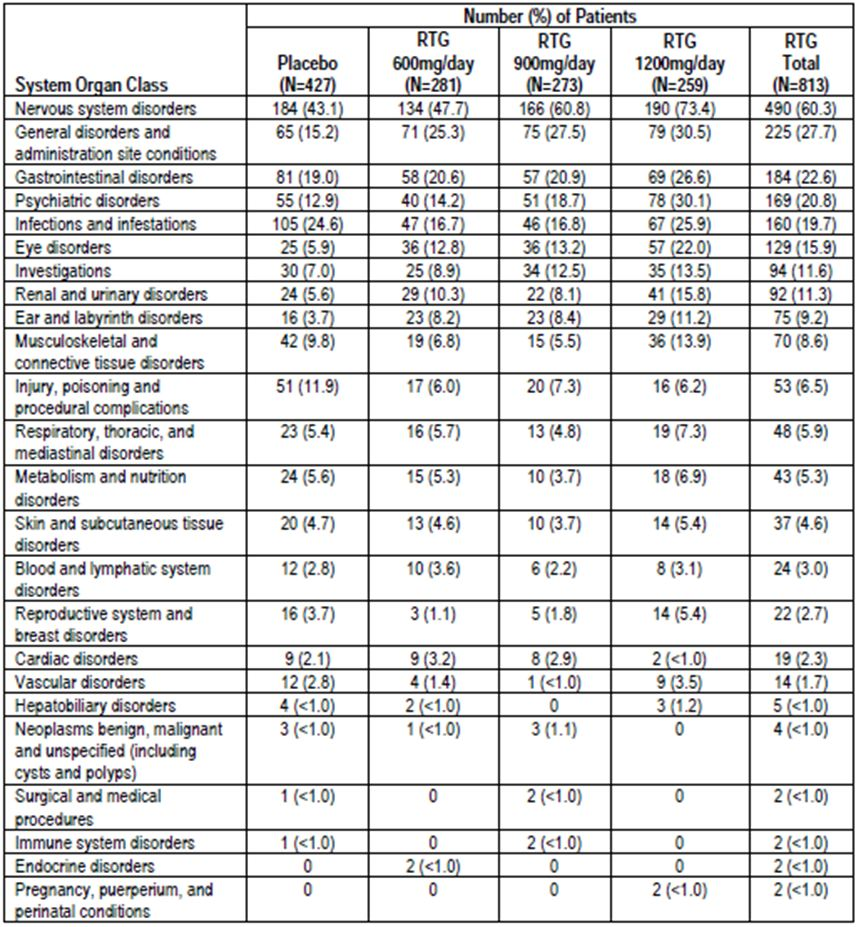 Number (%) of Patients
System Organ Class
Placebo
(N=427)
RTG
600mg/day
(N=281)
RTG
900mg/day
(N=273)
RTG
1200mg/day
(N=259)
RTG
Total
(N=813)
Nervous system disorders 184 (43.1) 134 (47.7) 166 (60.8) 190 (73.4) 490 (60.3)
General disorders and 65 (15.2) 71 (25.3) 75 (27.5) 79 (30.5) 225 (27.7)
administration site conditions
Gastrointestinal disorders 81 (19.0) 58 (20.6) 57 (20.9) 69 (26.6) 184 (22.6)
Psychiatric disorders 55 (12.9) 40 (14.2) 51 (18.7) 78 (30.1) 169 (20.8)
Infections and infestations 105 (24.6) 47 (16.7) 46 (16.8) 67 (25.9) 160 (19.7)
Eye disorders 25 (5.9) 36 (12.8) 36 (13.2) 57 (22.0) 129 (15.9)
Investigations 30 (7.0) 25 (8.9) 34 (12.5) 35 (13.5) 94 (11.6)
Renal and urinary disorders 24 (5.6) 29 (10.3) 22 (8.1) 41 (15.8) 92 (11.3)
Ear and labyrinth disorders 16 (3.7) 23 (8.2) 23 (8.4) 29 (11.2) 75 (9.2)
Musculoskeletal and 42 (9.8) 19 (6.8) 15 (5.5) 36 (13.9) 70 (8.6)
connective tissue disorders
Injury, poisoning and 51 (11.9) 17 (6.0) 20 (7.3) 16 (6.2) 53 (6.5)
procedural complications
Respiratory, thoracic, and 23 (5.4) 16 (5.7) 13 (4.8) 19 (7.3) 48 (5.9)
mediastinal disorders
Metabolism and nutrition 24 (5.6) 15 (5.3) 10 (3.7) 18 (6.9) 43 (5.3)
disorders
Skin and subcutaneous tissue 20 (4.7) 13 (4.6) 10 (3.7) 14 (5.4) 37 (4.6)
disorders
Blood and lymphatic system 12 (2.8) 10 (3.6) 6 (2.2) 8 (3.1) 24 (3.0)
disorders
Reproductive system and 16 (3.7) 3 (1.1) 5 (1.8) 14 (5.4) 22 (2.7)
breast disorders
Cardiac disorders 9 (2.1) 9 (3.2) 8 (2.9) 2 (<1.0) 19 (2.3)
Vascular disorders 12 (2.8) 4 (1.4) 1 (<1.0) 9 (3.5) 14 (1.7)
Hepatobiliary disorders 4 (<1.0) 2 (<1.0) 0 3 (1.2) 5 (<1.0)
Neoplasms benign, malignant 3 (<1.0) 1 (<1.0) 3 (1.1) 0 4 (<1.0)
and unspecified (including
cysts and polyps)
Surgical and medical 1 (<1.0) 0 2 (<1.0) 0 2 (<1.0)
procedures
Immune system disorders 1 (<1.0) 0 2 (<1.0) 0 2 (<1.0)
Endocrine disorders 0 2 (<1.0) 0 0 2 (<1.0)
Pregnancy, puerperium, and 0 0 0 2 (<1.0) 2 (<1.0)
perinatal conditions